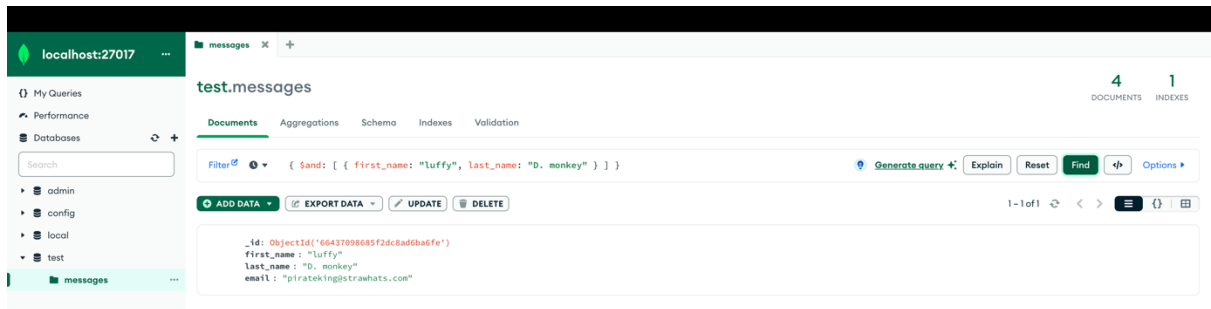 localhost:27017 ...
messages
test.messages
4 1
DOCUMENTS INDEXES
{} My Queries
Performance
Databases
Search
admin
config
local
test
messages ...
Documents Aggregations Schema Indexes Validation
Filter { $and: [ { first_name: "luffy", last_name: "D. monkey" } ] } Generate query Explain Reset Find </> Options
ADD DATA EXPORT DATA UPDATE DELETE 1–1 of 1 {}
_id: ObjectId('66437098685f2dc8ad6ba6fe')
first_name : "luffy"
last_name : "D. monkey"
email : "pirateking@strawhats.com"